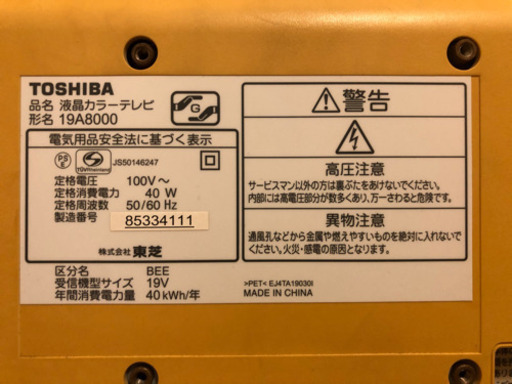 TOSHIBA
品名 液晶カラーテレビ
形名 19A8000
G
電気用品安全法に基づく表示
PS
E
TÜVRheinland
JS50146247
定格電圧 100V～
定格消費電力 40 W
定格周波数 50/60 Hz
製造番号 85334111
株式会社 東芝
区分名 BEE
受信機型サイズ 19V
年間消費電力量 40 kWh/年
警告
高圧注意
サービスマン以外の方は裏ぶたをあけないでください。
内部には高電圧部分が数多くあり、万一さわると危険です。
異物注意
通風孔などから金属や燃えやすいものを絶対に入れないで
ください。火災・感電の原因となります。
>PET< EJ4TA19030I
MADE IN CHINA